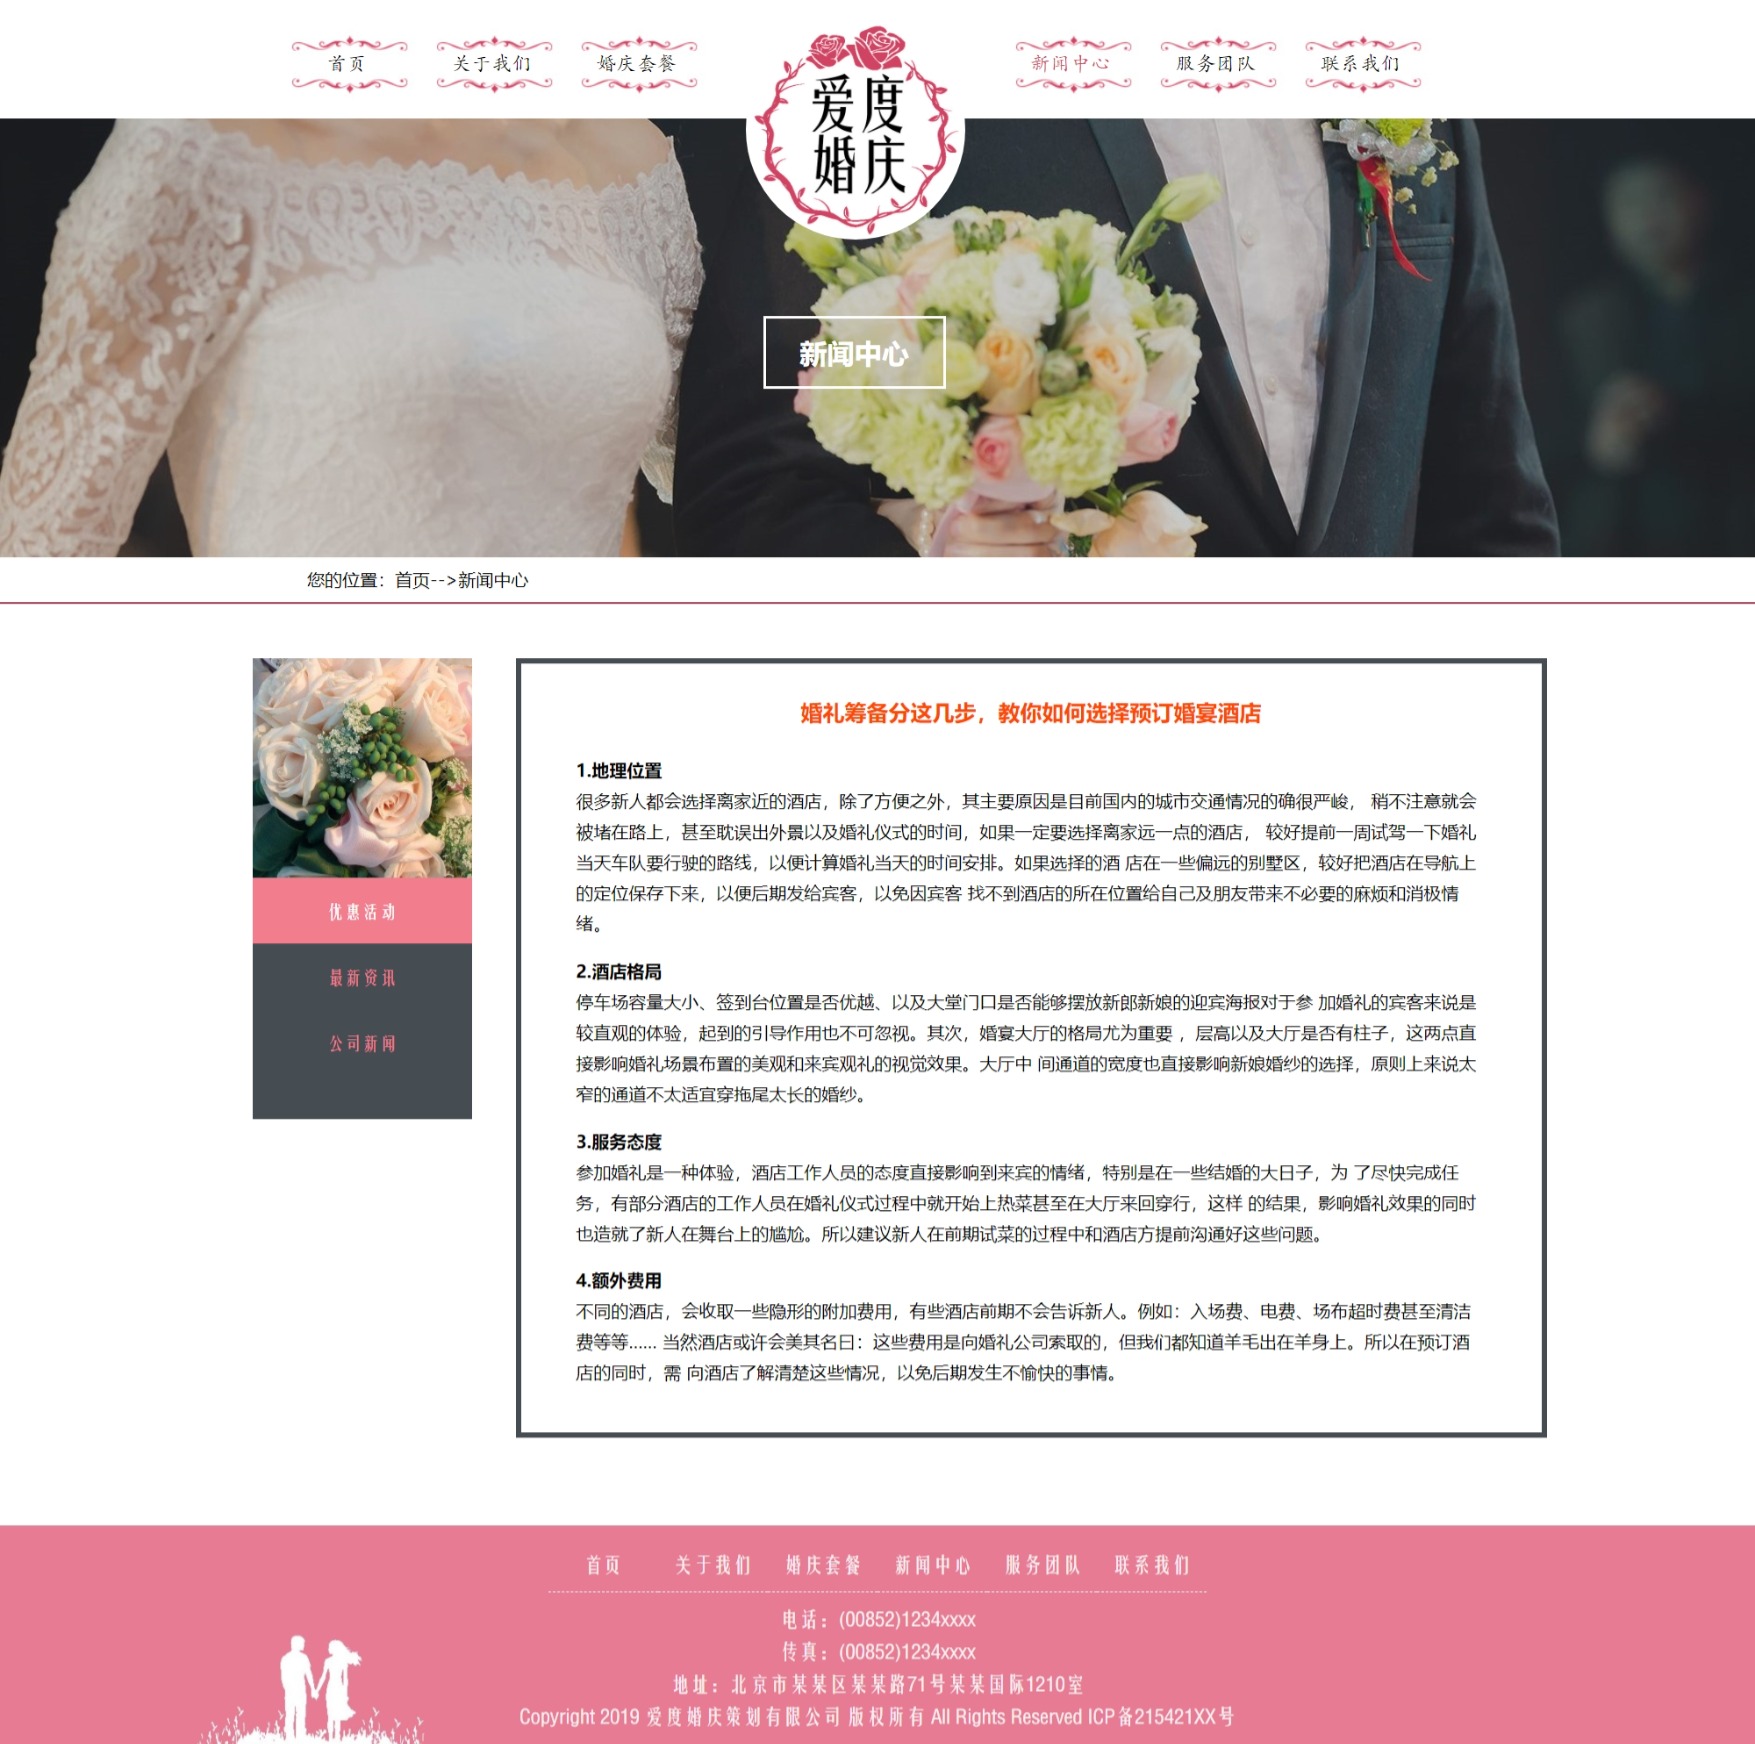 首页
关于我们
婚庆套餐
爱度
婚庆
新闻中心
服务团队
联系我们
新闻中心
您的位置：首页-->新闻中心
优惠活动
最新资讯
公司新闻
婚礼筹备分这几步，教你如何选择预订婚宴酒店
1.地理位置
很多新人都会选择离家近的酒店，除了方便之外，其主要原因是目前国内的城市交通情况的确很严峻， 稍不注意就会
被堵在路上，甚至耽误出外景以及婚礼仪式的时间，如果一定要选择离家远一点的酒店， 较好提前一周试驾一下婚礼
当天车队要行驶的路线，以便计算婚礼当天的时间安排。如果选择的酒 店在一些偏远的别墅区，较好把酒店在导航上
的定位保存下来，以便后期发给宾客，以免因宾客 找不到酒店的所在位置给自己及朋友带来不必要的麻烦和消极情
绪。
2.酒店格局
停车场容量大小、签到台位置是否优越、以及大堂门口是否能够摆放新郎新娘的迎宾海报对于参 加婚礼的宾客来说是
较直观的体验，起到的引导作用也不可忽视。其次，婚宴大厅的格局尤为重要 ，层高以及大厅是否有柱子，这两点直
接影响婚礼场景布置的美观和来宾观礼的视觉效果。大厅中 间通道的宽度也直接影响新娘婚纱的选择，原则上来说太
窄的通道不太适宜穿拖尾太长的婚纱。
3.服务态度
参加婚礼是一种体验，酒店工作人员的态度直接影响到来宾的情绪，特别是在一些结婚的大日子，为 了尽快完成任
务，有部分酒店的工作人员在婚礼仪式过程中就开始上热菜甚至在大厅来回穿行，这样 的结果，影响婚礼效果的同时
也造就了新人在舞台上的尴尬。所以建议新人在前期试菜的过程中和酒店方提前沟通好这些问题。
4.额外费用
不同的酒店，会收取一些隐形的附加费用，有些酒店前期不会告诉新人。例如：入场费、电费、场布超时费甚至清洁
费等等...... 当然酒店或许会美其名曰：这些费用是向婚礼公司索取的，但我们都知道羊毛出在羊身上。所以在预订酒
店的同时，需 向酒店了解清楚这些情况，以免后期发生不愉快的事情。
首页 关于我们 婚庆套餐 新闻中心 服务团队 联系我们
电话：(00852)1234xxxx
传真：(00852)1234xxxx
地址：北京市某某区某某路71号某某国际1210室
Copyright 2019 爱度婚庆策划有限公司 版权所有 All Rights Reserved ICP备215421XX号